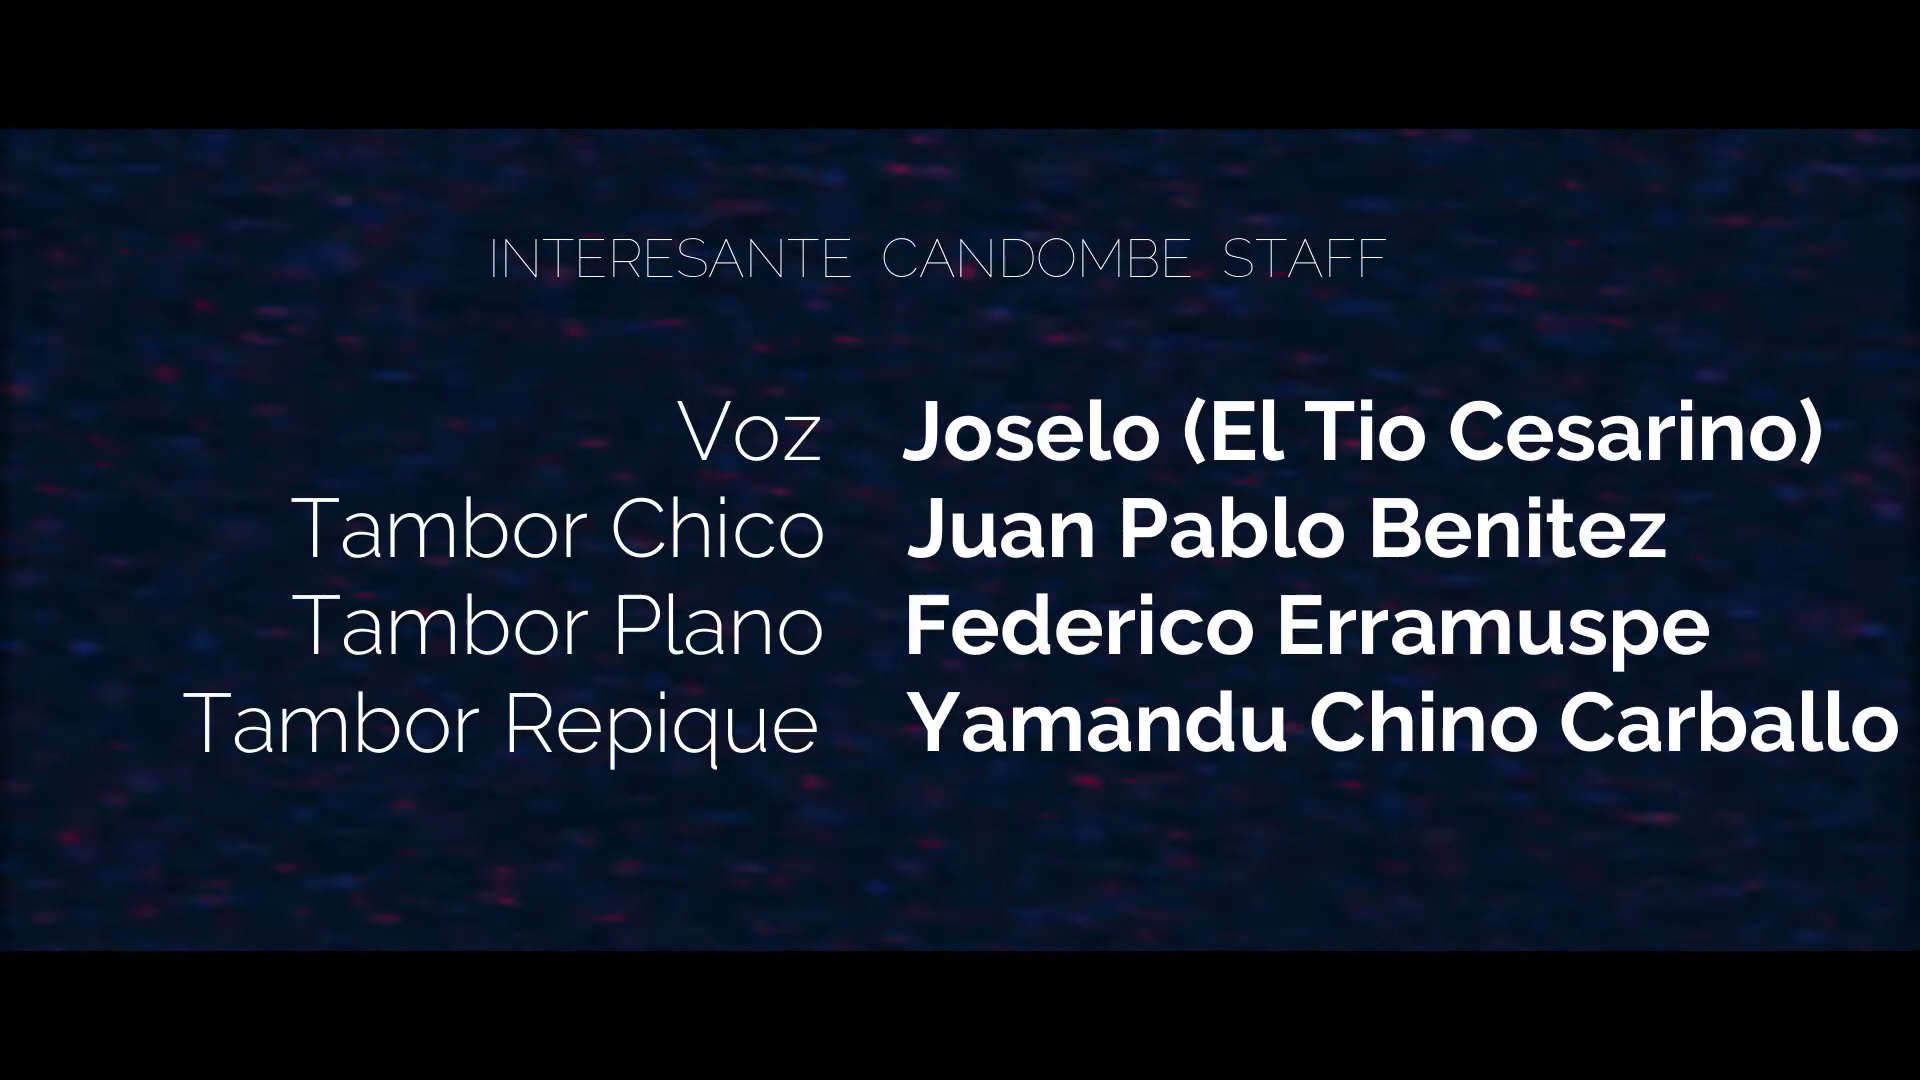 INTERESANTE CANDOMBE STAFF
Voz Joselo (El Tio Cesarino)
Tambor Chico Juan Pablo Benitez
Tambor Plano Federico Erramuspe
Tambor Repique Yamandu Chino Carballo